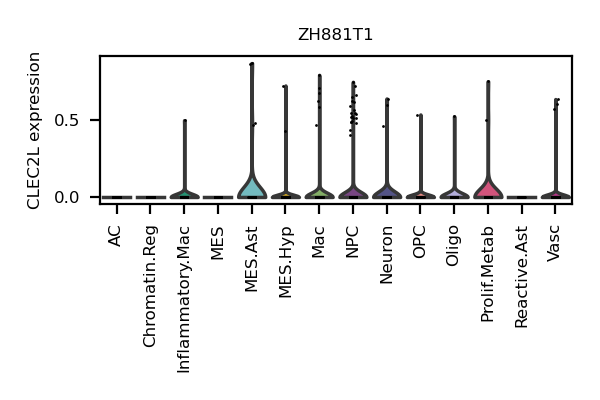 ZH881T1
CLEC2L expression
0.5
0.0
AC
Chromatin.Reg
Inflammatory.Mac
MES
MES.Ast
MES.Hyp
Mac
NPC
Neuron
OPC
Oligo
Prolif.Metab
Reactive.Ast
Vasc